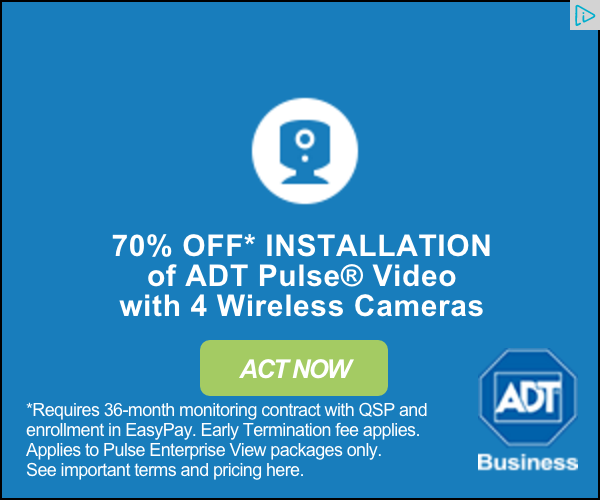 70% OFF* INSTALLATION
of ADT Pulse® Video
with 4 Wireless Cameras
ACT NOW
*Requires 36-month monitoring contract with QSP and
enrollment in EasyPay. Early Termination fee applies.
Applies to Pulse Enterprise View packages only.
See important terms and pricing here.
ADT
Business